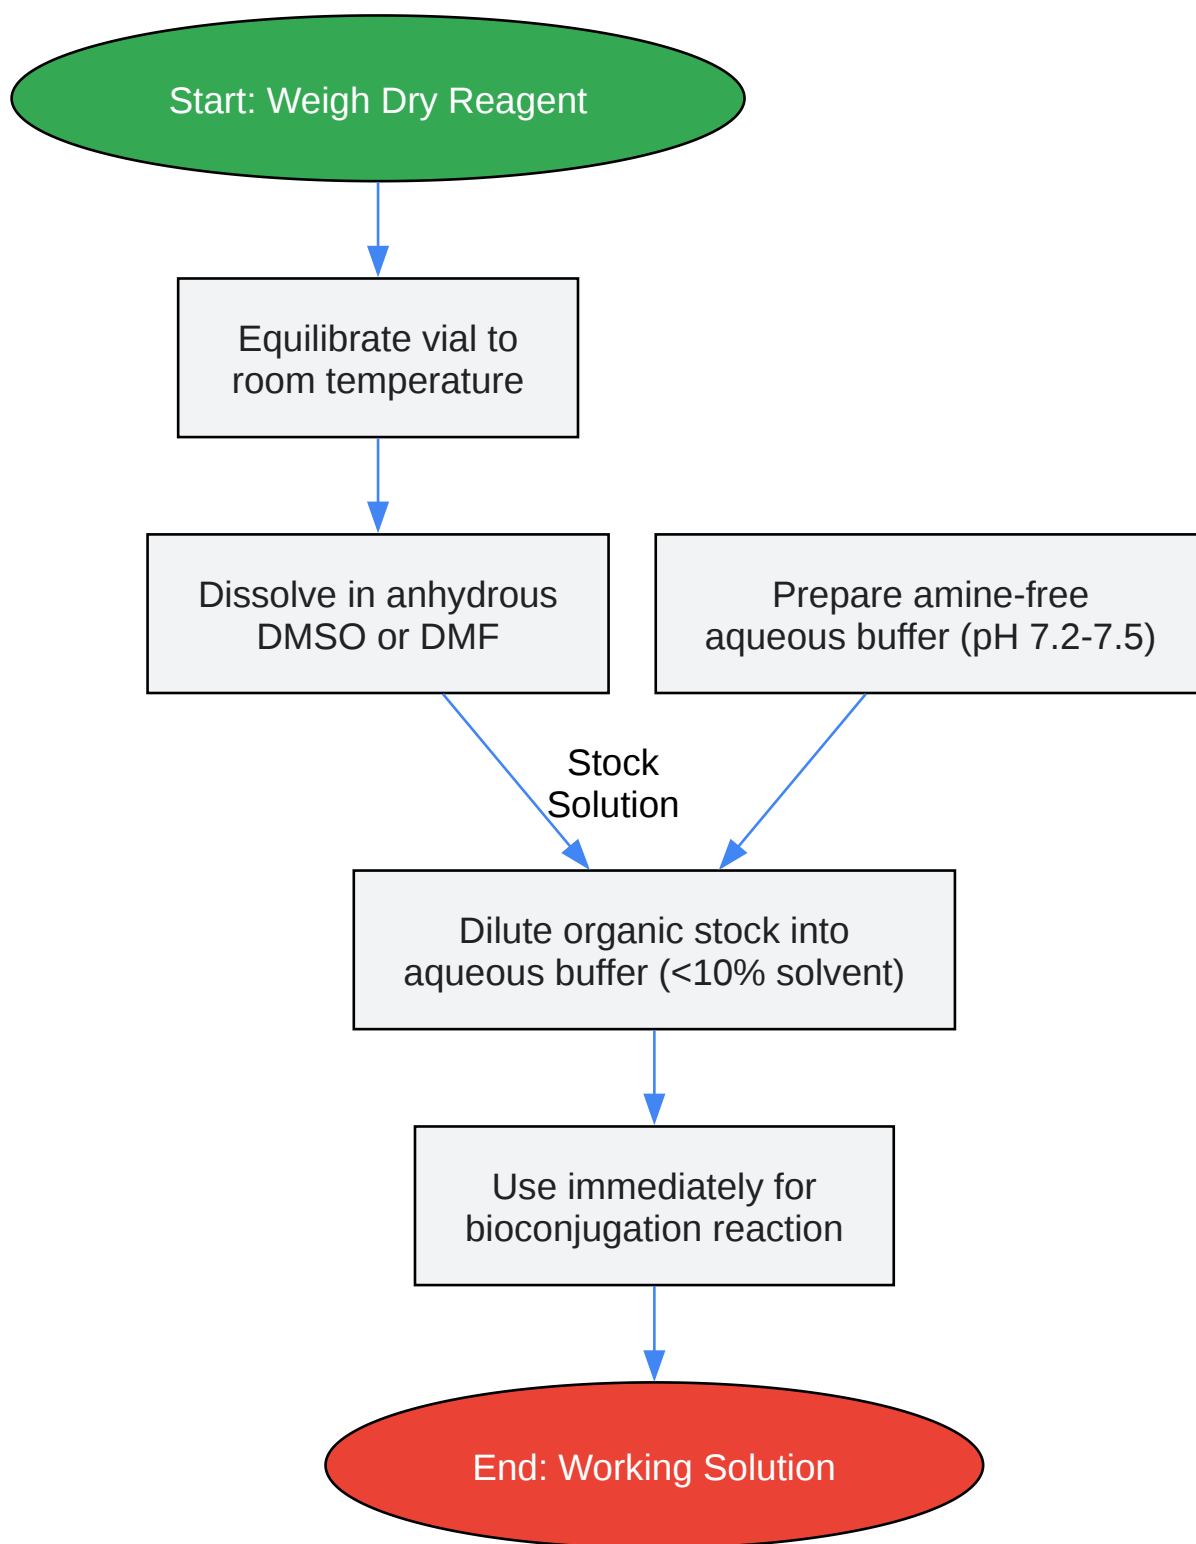 Start: Weigh Dry Reagent
Equilibrate vial to
room temperature
Dissolve in anhydrous
DMSO or DMF
Prepare amine-free
aqueous buffer (pH 7.2-7.5)
Stock
Solution
Dilute organic stock into
aqueous buffer (<10% solvent)
Use immediately for
bioconjugation reaction
End: Working Solution